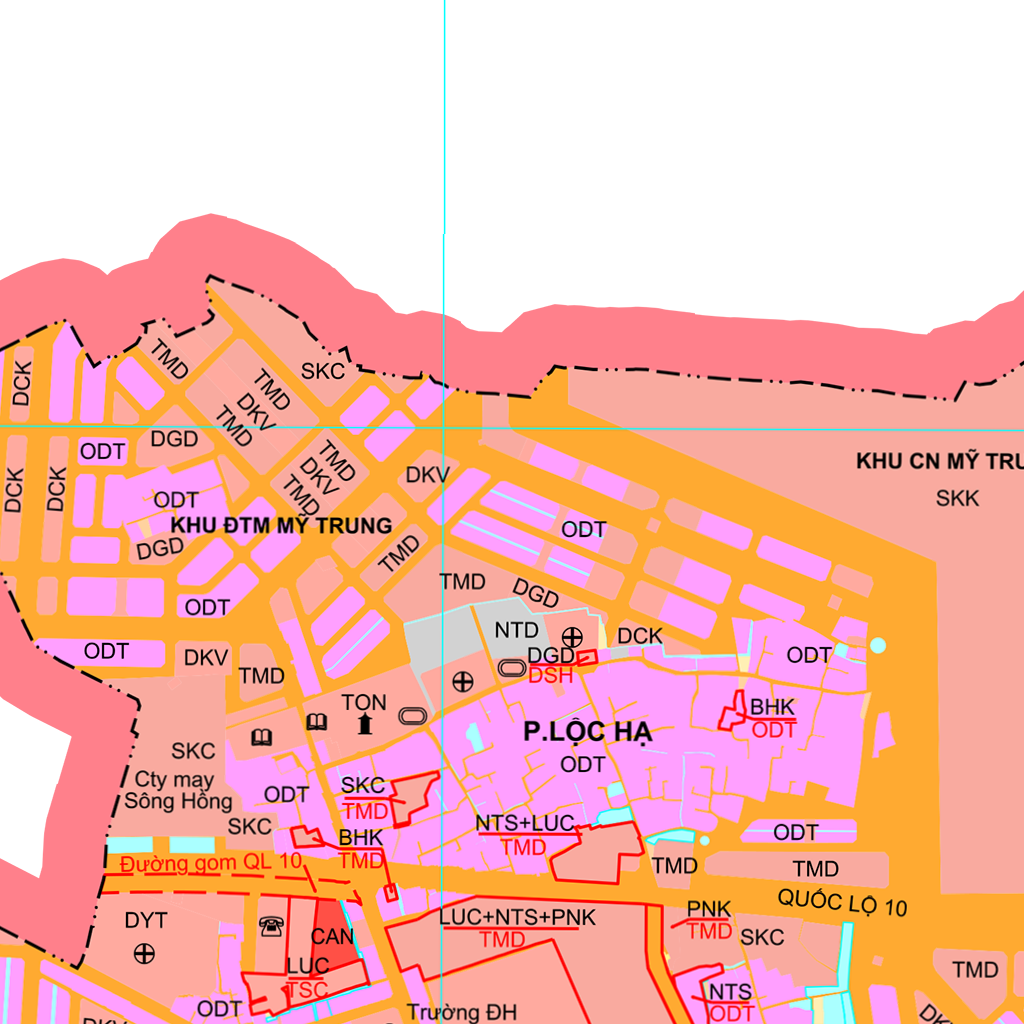 TMD
SKC
DCK
TMD
DKV
TMD
ODT
DGD
TMD
DKV
TMD
DKV
KHU CN MỸ TRU
SKK
DCK
DCK
ODT
KHU ĐTM MỸ TRUNG
ODT
DGD
TMD
TMD
DGD
ODT
NTD
DCK
ODT
DKV
DGD
DSH
ODT
TMD
TON
BHK
ODT
P.LỘC HẠ
SKC
ODT
Cty may
Sông Hồng
ODT
SKC
TMD
SKC
NTS+LUC
TMD
ODT
BHK
TMD
Đường gom QL 10
TMD
TMD
QUỐC LỘ 10
DYT
CAN
LUC+NTS+PNK
TMD
PNK
TMD
SKC
LUC
TSC
TMD
NTS
ODT
ODT
Trường ĐH